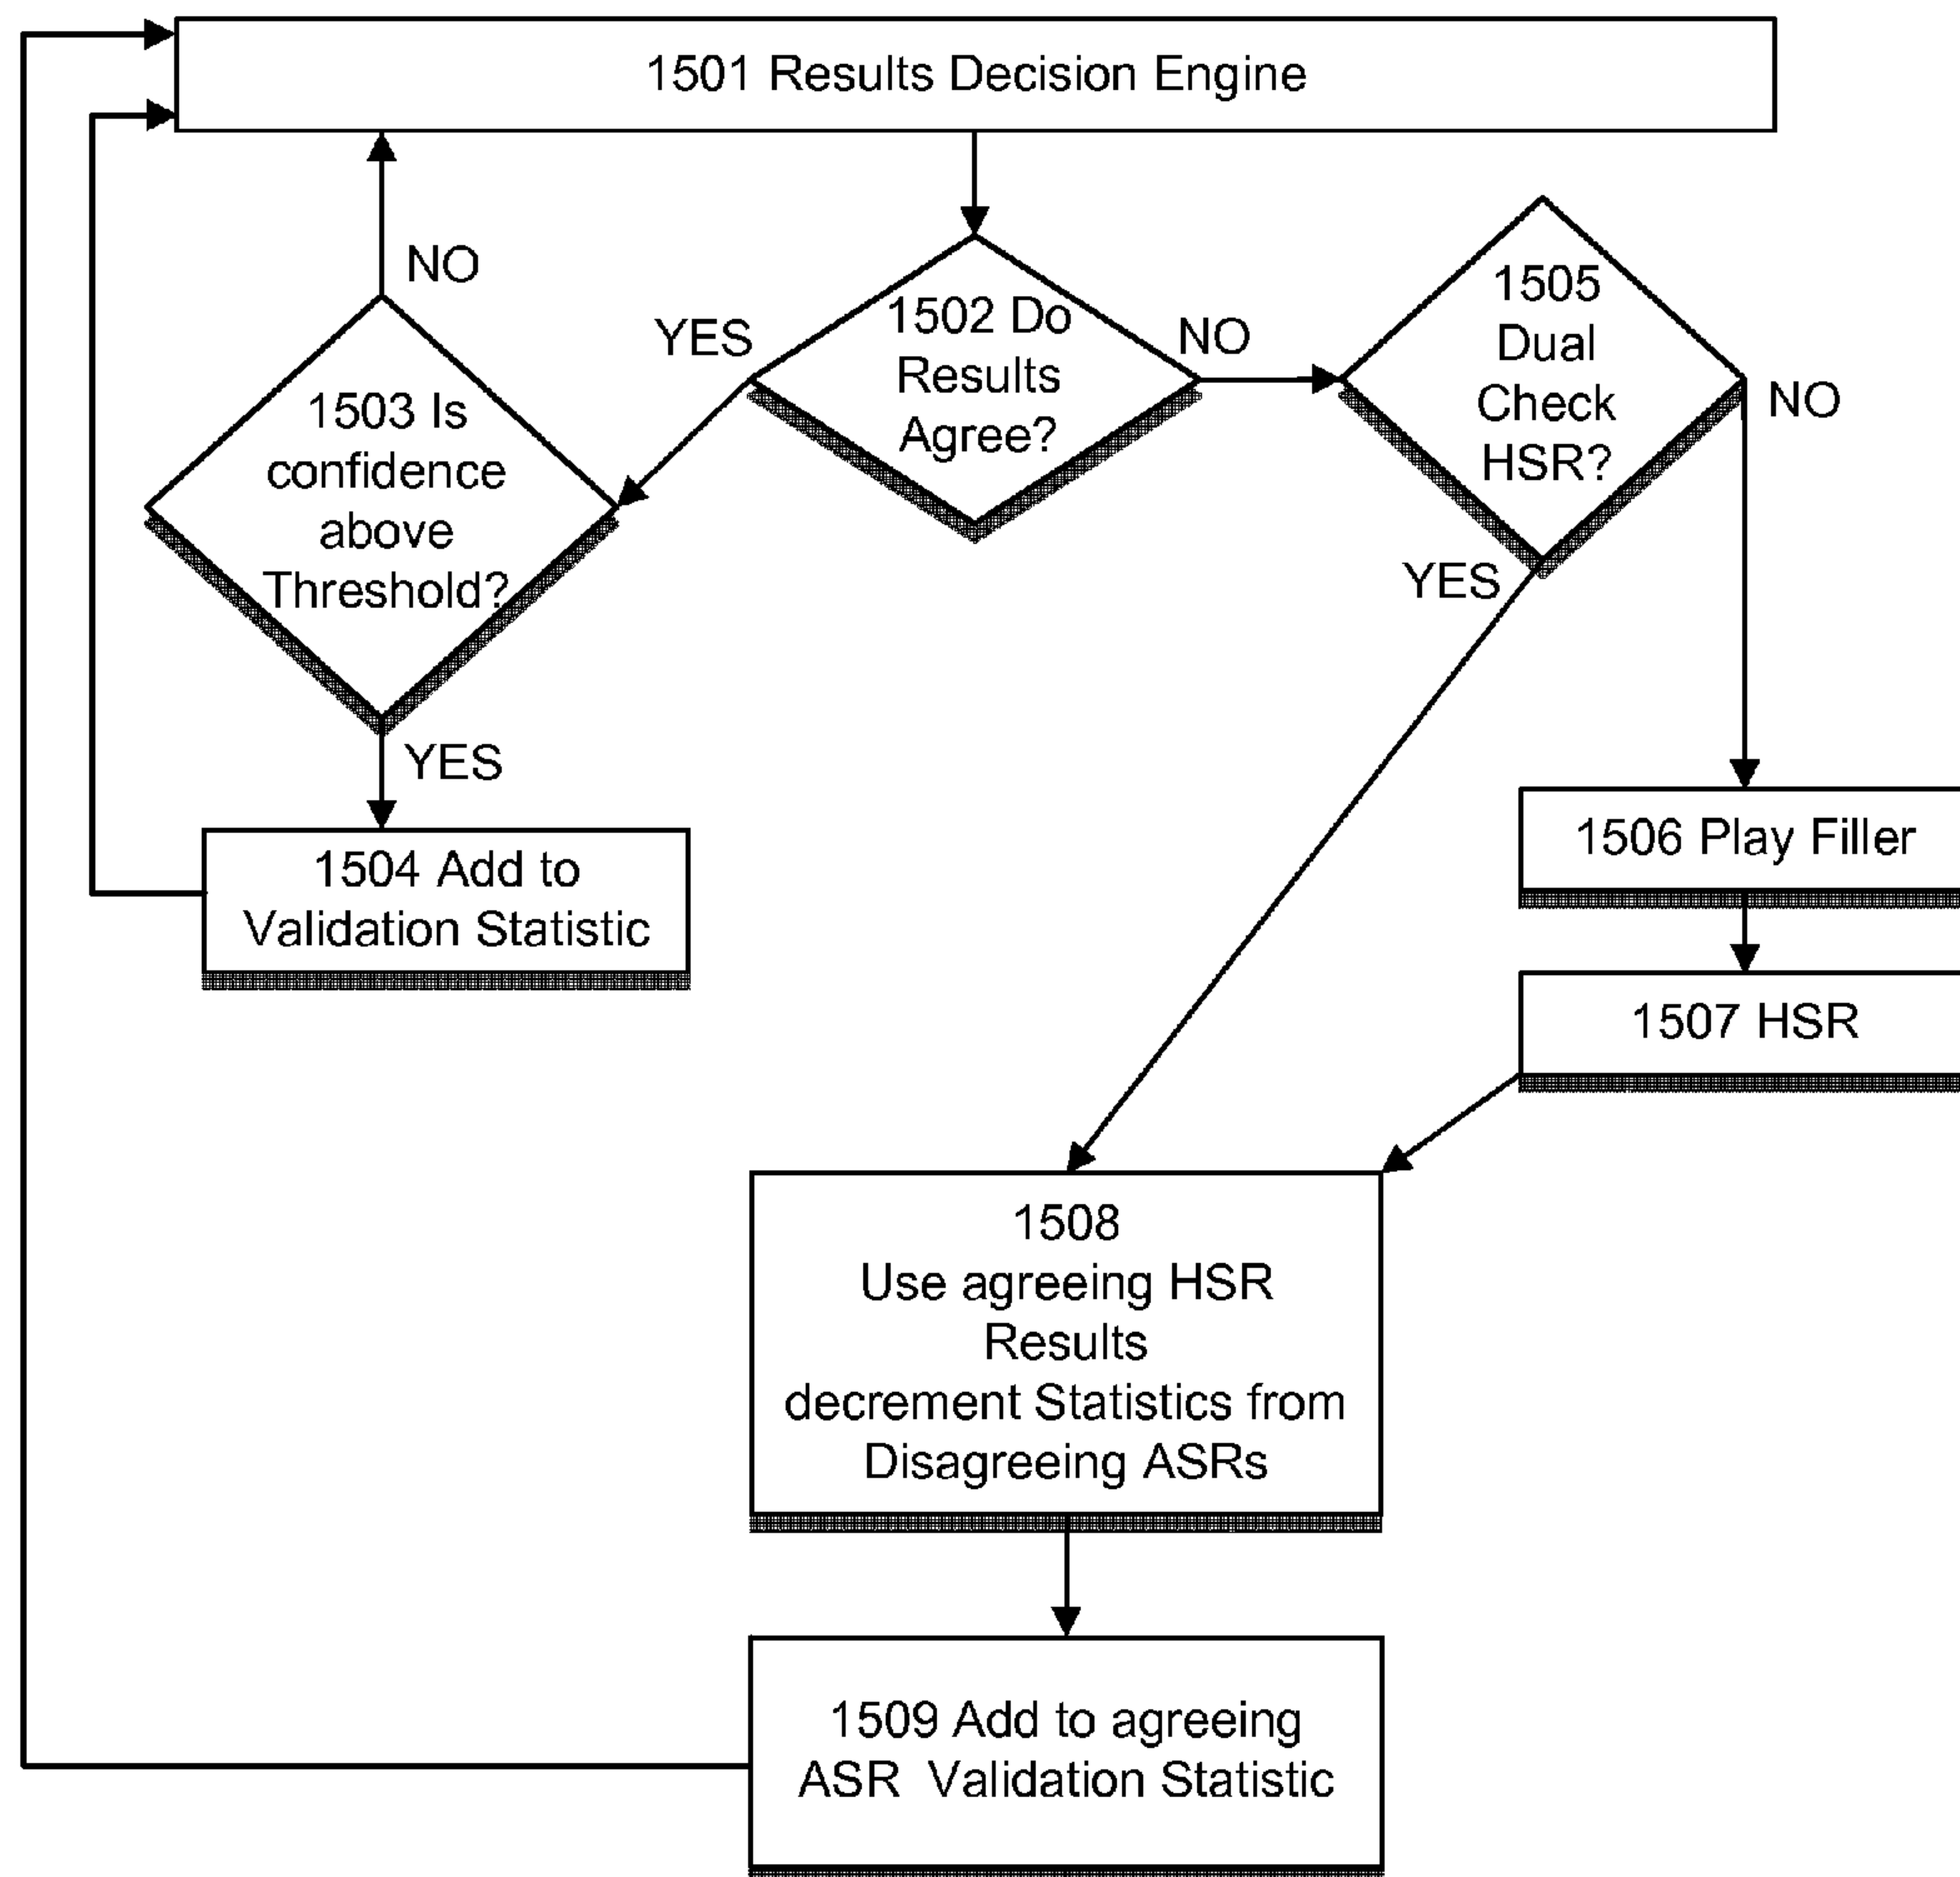 1501 Results Decision Engine
NO
YES
1502 Do
Results
Agree?
NO
1505
Dual
Check
HSR?
NO
1503 Is
confidence
above
Threshold?
YES
YES
1504 Add to
Validation Statistic
1506 Play Filler
1507 HSR
1508
Use agreeing HSR
Results
decrement Statistics from
Disagreeing ASRs
1509 Add to agreeing
ASR Validation Statistic